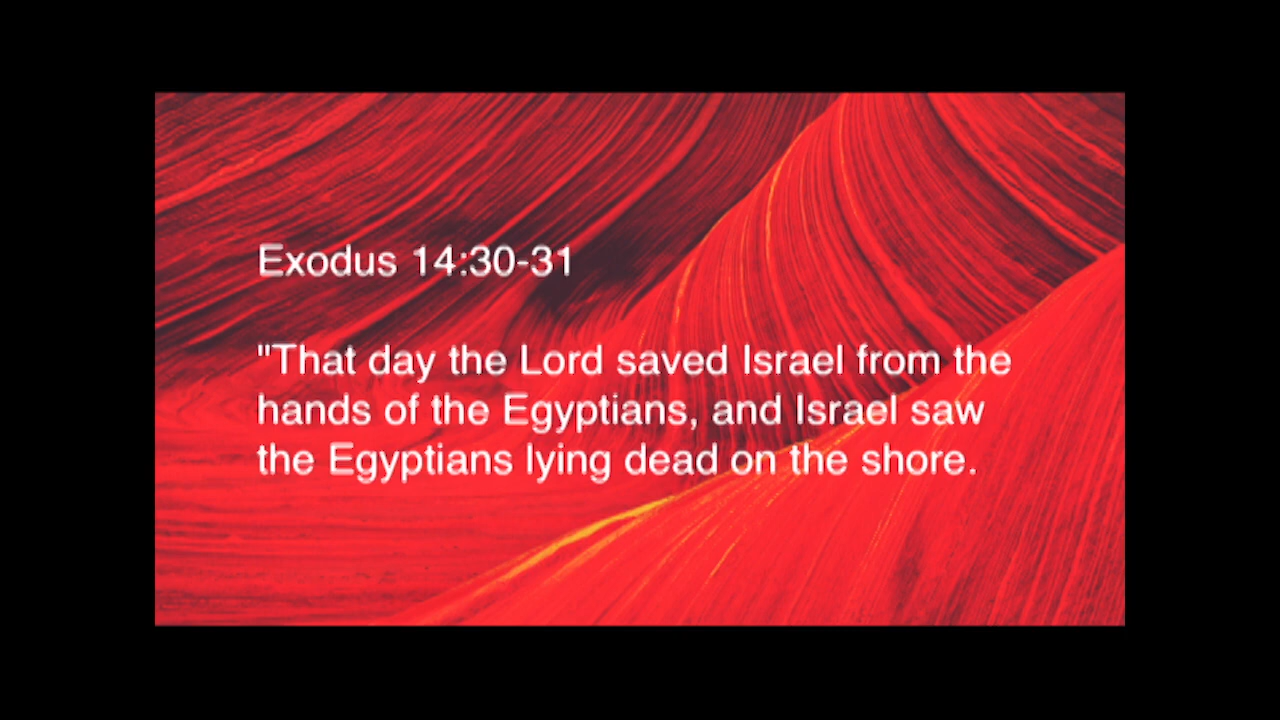 Exodus 14:30-31
"That day the Lord saved Israel from the
hands of the Egyptians, and Israel saw
the Egyptians lying dead on the shore.